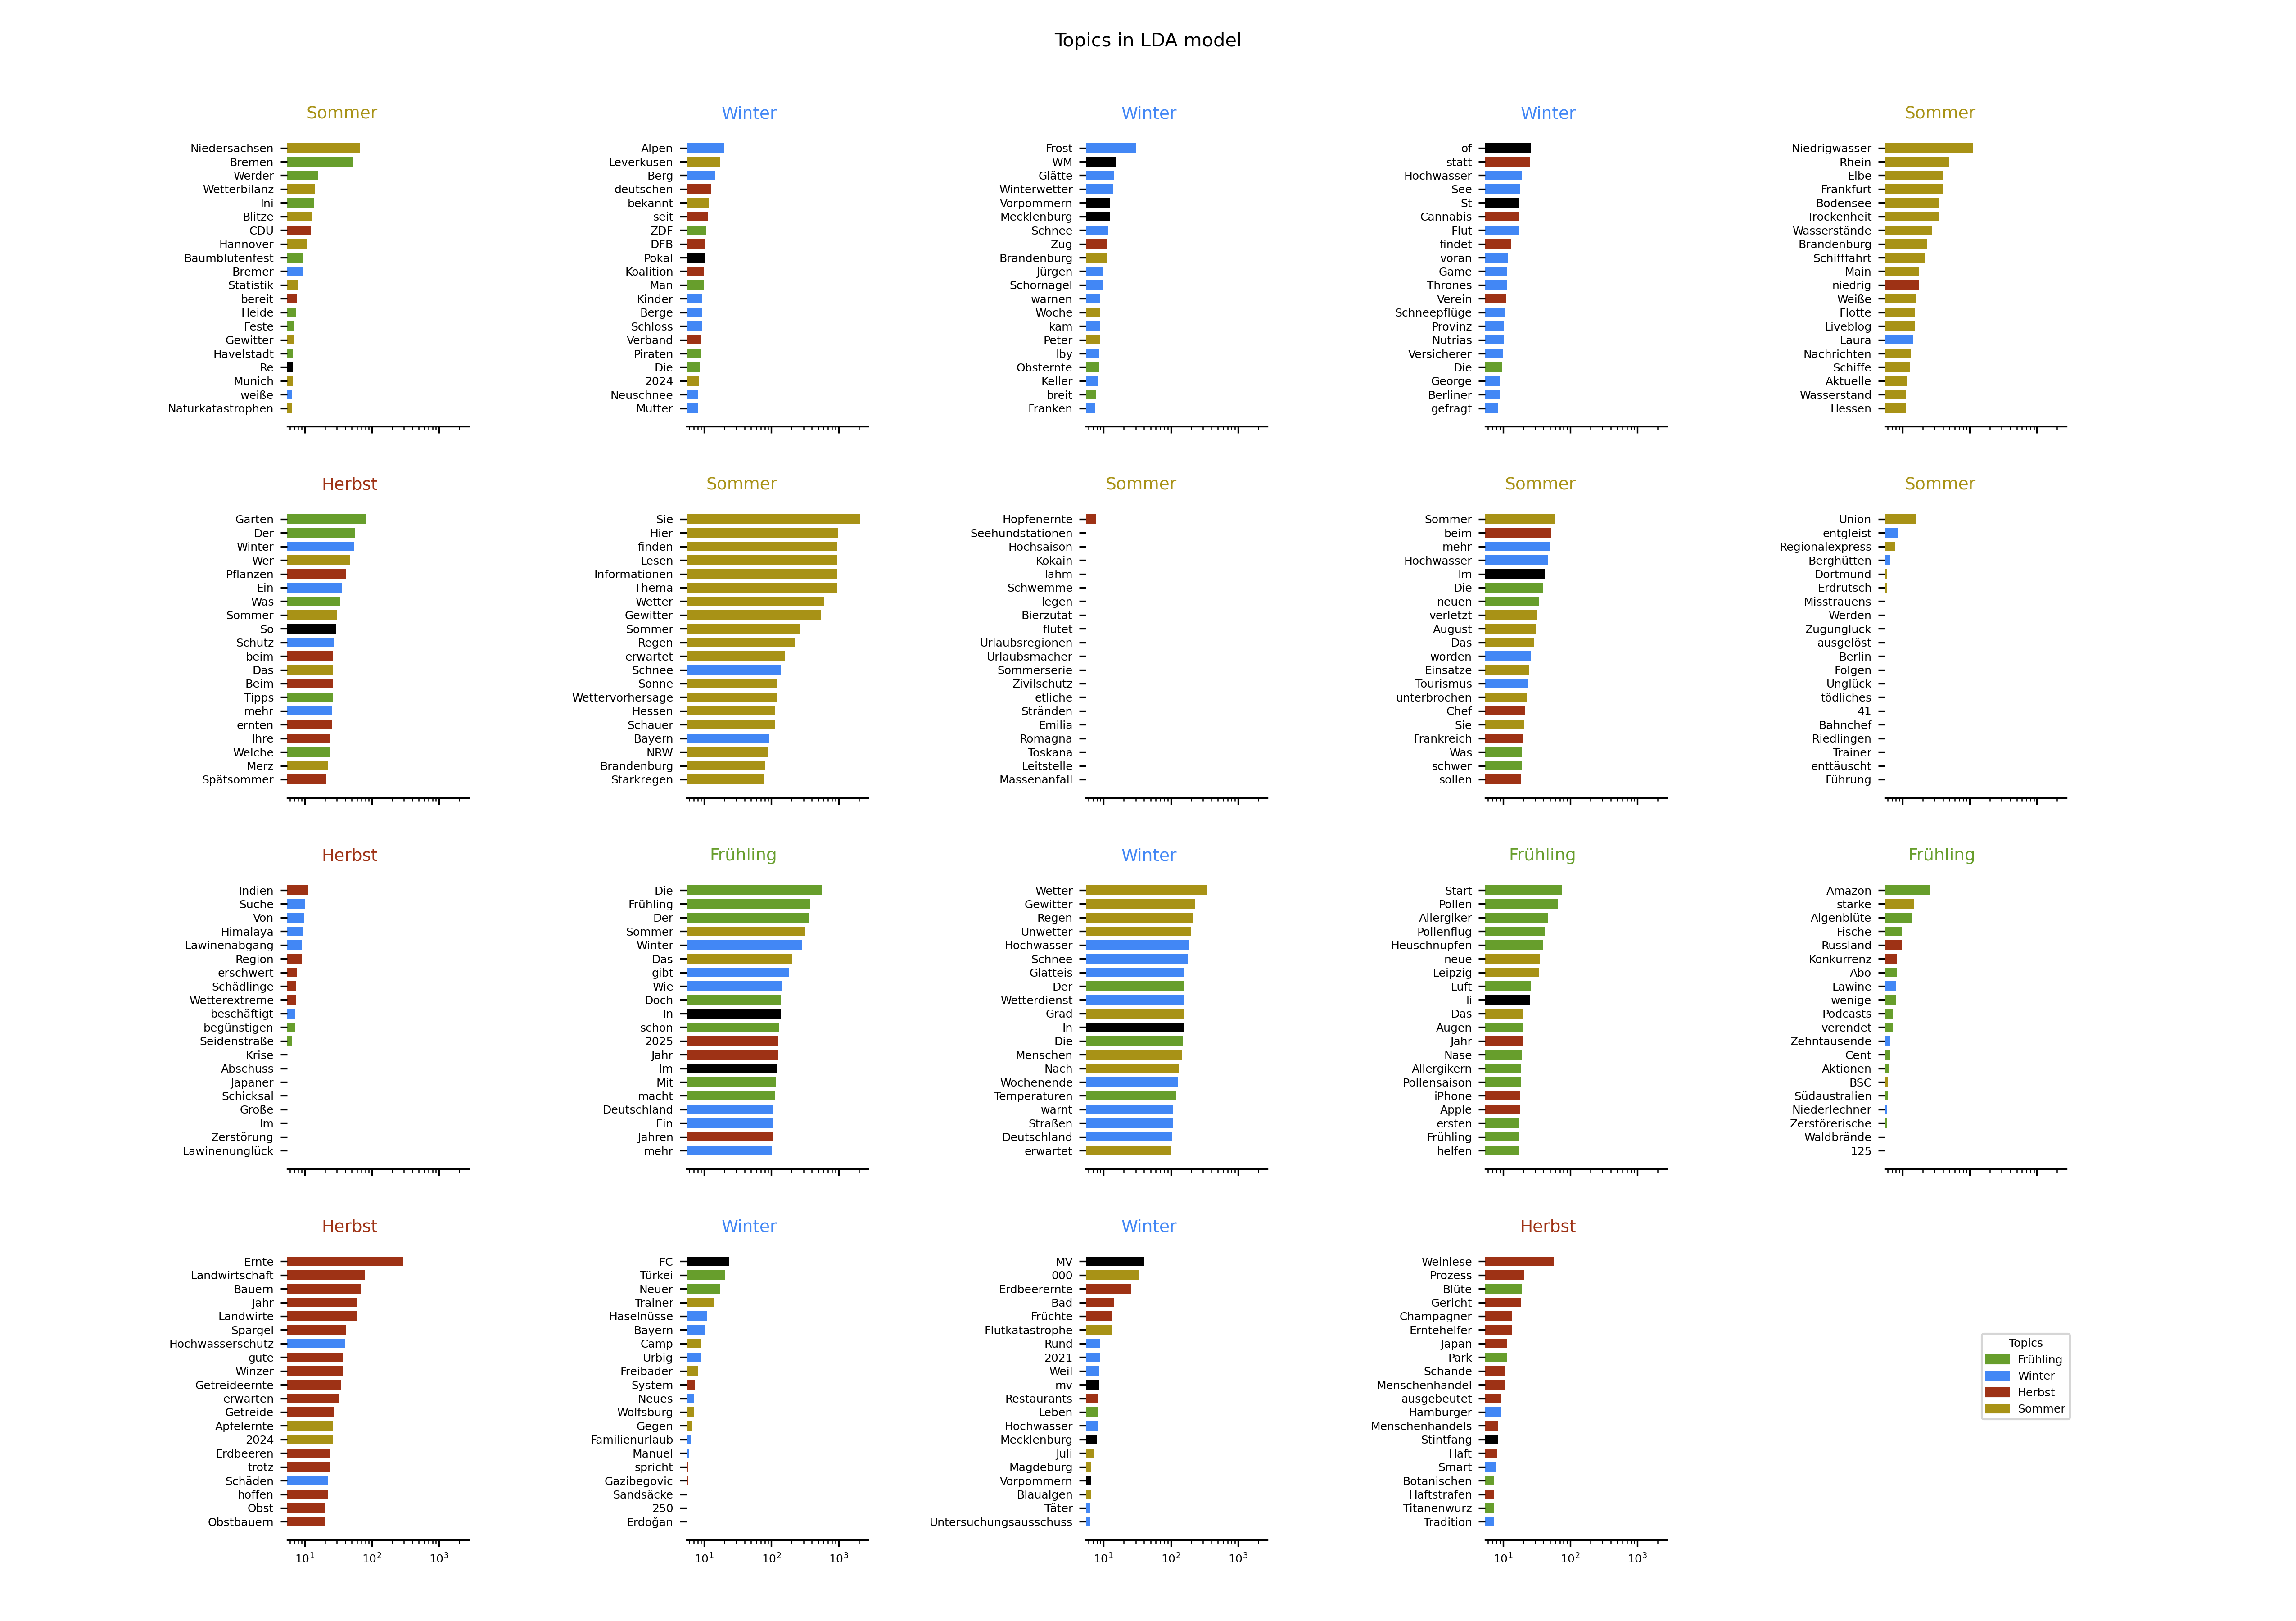 Topics in LDA model
Sommer
Niedersachsen
Bremen
Werder
Wetterbilanz
Ini
Blitze
CDU
Hannover
Baumblütenfest
Bremer
Statistik
bereit
Heide
Feste
Gewitter
Havelstadt
Re
Munich
weiße
Naturkatastrophen
Winter
Alpen
Leverkusen
Berg
deutschen
bekannt
seit
ZDF
DFB
Pokal
Koalition
Man
Kinder
Berge
Schloss
Verband
Piraten
Die
2024
Neuschnee
Mutter
Winter
Frost
WM
Glätte
Winterwetter
Vorpommern
Mecklenburg
Schnee
Zug
Brandenburg
Jürgen
Schornagel
warnen
Woche
kam
Peter
lby
Obsternte
Keller
breit
Franken
Winter
of
statt
Hochwasser
See
St
Cannabis
Flut
findet
voran
Game
Thrones
Verein
Schneepflüge
Provinz
Nutrias
Versicherer
Die
George
Berliner
gefragt
Sommer
Niedrigwasser
Rhein
Elbe
Frankfurt
Bodensee
Trockenheit
Wasserstände
Brandenburg
Schifffahrt
Main
niedrig
Weiße
Flotte
Liveblog
Laura
Nachrichten
Schiffe
Aktuelle
Wasserstand
Hessen
Herbst
Garten
Der
Winter
Wer
Pflanzen
Ein
Was
Sommer
So
Schutz
beim
Das
Beim
Tipps
mehr
ernten
Ihre
Welche
Merz
Spätsommer
Sommer
Sie
Hier
finden
Lesen
Informationen
Thema
Wetter
Gewitter
Sommer
Regen
erwartet
Schnee
Sonne
Wettervorhersage
Hessen
Schauer
Bayern
NRW
Brandenburg
Starkregen
Sommer
Hopfenernte
Seehundstationen
Hochsaison
Kokain
lahm
Schwemme
legen
Bierzutat
flutet
Urlaubsregionen
Urlaubsmacher
Sommerserie
Zivilschutz
etliche
Stränden
Emilia
Romagna
Toskana
Leitstelle
Massenanfall
Sommer
Sommer
beim
mehr
Hochwasser
Im
Die
neuen
verletzt
August
Das
worden
Einsätze
Tourismus
unterbrochen
Chef
Sie
Frankreich
Was
schwer
sollen
Sommer
Union
entgleist
Regionalexpress
Berghütten
Dortmund
Erdrutsch
Misstrauens
Werden
Zugunglück
ausgelöst
Berlin
Folgen
Unglück
tödliches
41
Bahnchef
Riedlingen
Trainer
enttäuscht
Führung
Herbst
Indien
Suche
Von
Himalaya
Lawinenabgang
Region
erschwert
Schädlinge
Wetterextreme
beschäftigt
begünstigen
Seidenstraße
Krise
Abschuss
Japaner
Schicksal
Große
Im
Zerstörung
Lawinenunglück
Frühling
Die
Frühling
Der
Sommer
Winter
Das
gibt
Wie
Doch
In
schon
2025
Jahr
Im
Mit
macht
Deutschland
Ein
Jahren
mehr
Winter
Wetter
Gewitter
Regen
Unwetter
Hochwasser
Schnee
Glatteis
Der
Wetterdienst
Grad
In
Die
Menschen
Nach
Wochenende
Temperaturen
warnt
Straßen
Deutschland
erwartet
Frühling
Start
Pollen
Allergiker
Pollenflug
Heuschnupfen
neue
Leipzig
Luft
li
Das
Augen
Jahr
Nase
Allergikern
Pollensaison
iPhone
Apple
ersten
Frühling
helfen
Frühling
Amazon
starke
Algenblüte
Fische
Russland
Konkurrenz
Abo
Lawine
wenige
Podcasts
verendet
Zehntausende
Cent
Aktionen
BSC
Südaustralien
Niederlechner
Zerstörerische
Waldbrände
125
Herbst
Ernte
Landwirtschaft
Bauern
Jahr
Landwirte
Spargel
Hochwasserschutz
gute
Winzer
Getreideernte
erwarten
Getreide
Apfelernte
2024
Erdbeeren
trotz
Schäden
hoffen
Obst
Obstbauern
10¹ 10² 10³
Winter
FC
Türkei
Neuer
Trainer
Haselnüsse
Bayern
Camp
Urbig
Freibäder
System
Neues
Wolfsburg
Gegen
Familienurlaub
Manuel
spricht
Gazibegovic
Sandsäcke
250
Erdoğan
10¹ 10² 10³
Winter
MV
000
Erdbeerernte
Bad
Früchte
Flutkatastrophe
Rund
2021
Weil
mv
Restaurants
Leben
Hochwasser
Mecklenburg
Juli
Magdeburg
Vorpommern
Blaualgen
Täter
Untersuchungsausschuss
10¹ 10² 10³
Herbst
Weinlese
Prozess
Blüte
Gericht
Champagner
Erntehelfer
Japan
Park
Schande
Menschenhandel
ausgebeutet
Hamburger
Menschenhandels
Stintfang
Haft
Smart
Botanischen
Haftstrafen
Titanenwurz
Tradition
10¹ 10² 10³
Topics
Frühling
Winter
Herbst
Sommer